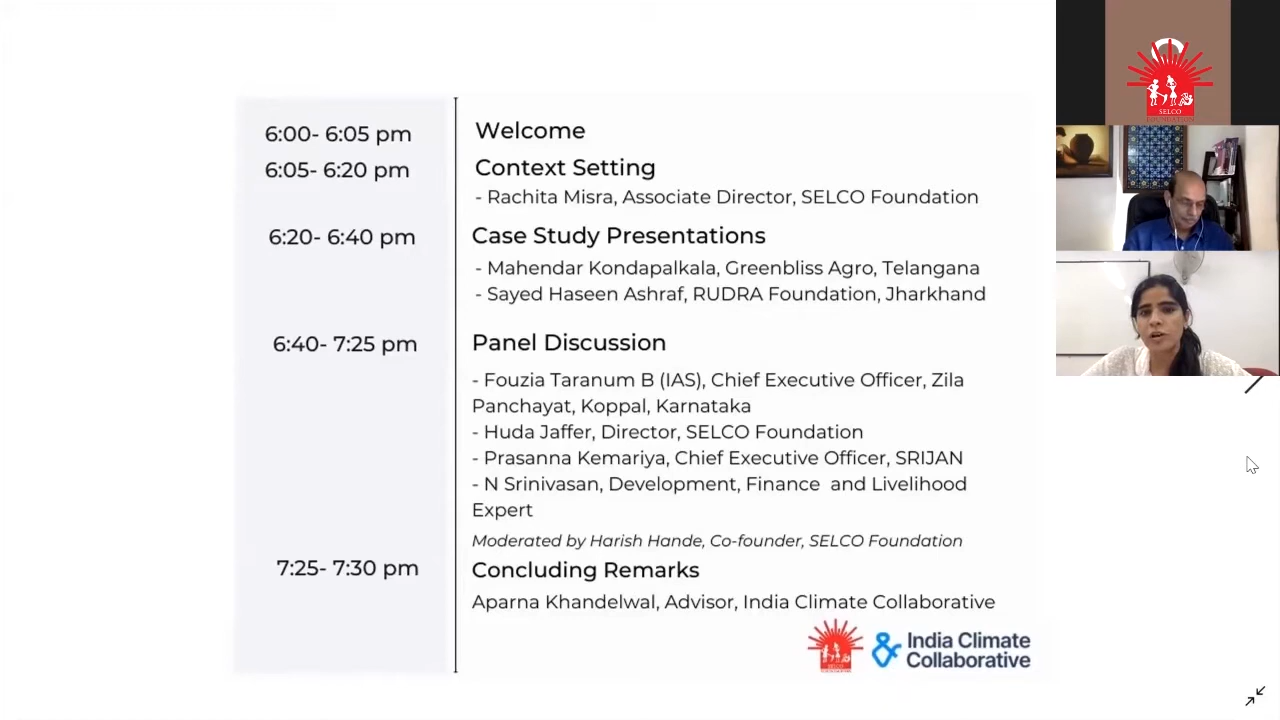 6:00- 6:05 pm
Welcome
6:05- 6:20 pm
Context Setting
- Rachita Misra, Associate Director, SELCO Foundation
6:20- 6:40 pm
Case Study Presentations
- Mahendar Kondapalkala, Greenbliss Agro, Telangana
- Sayed Haseen Ashraf, RUDRA Foundation, Jharkhand
6:40- 7:25 pm
Panel Discussion
- Fouzia Taranum B (IAS), Chief Executive Officer, Zila
Panchayat, Koppal, Karnataka
- Huda Jaffer, Director, SELCO Foundation
- Prasanna Kemariya, Chief Executive Officer, SRIJAN
- N Srinivasan, Development, Finance and Livelihood
Expert
Moderated by Harish Hande, Co-founder, SELCO Foundation
7:25- 7:30 pm
Concluding Remarks
Aparna Khandelwal, Advisor, India Climate Collaborative
India Climate
Collaborative
SELCO
FOUNDATION